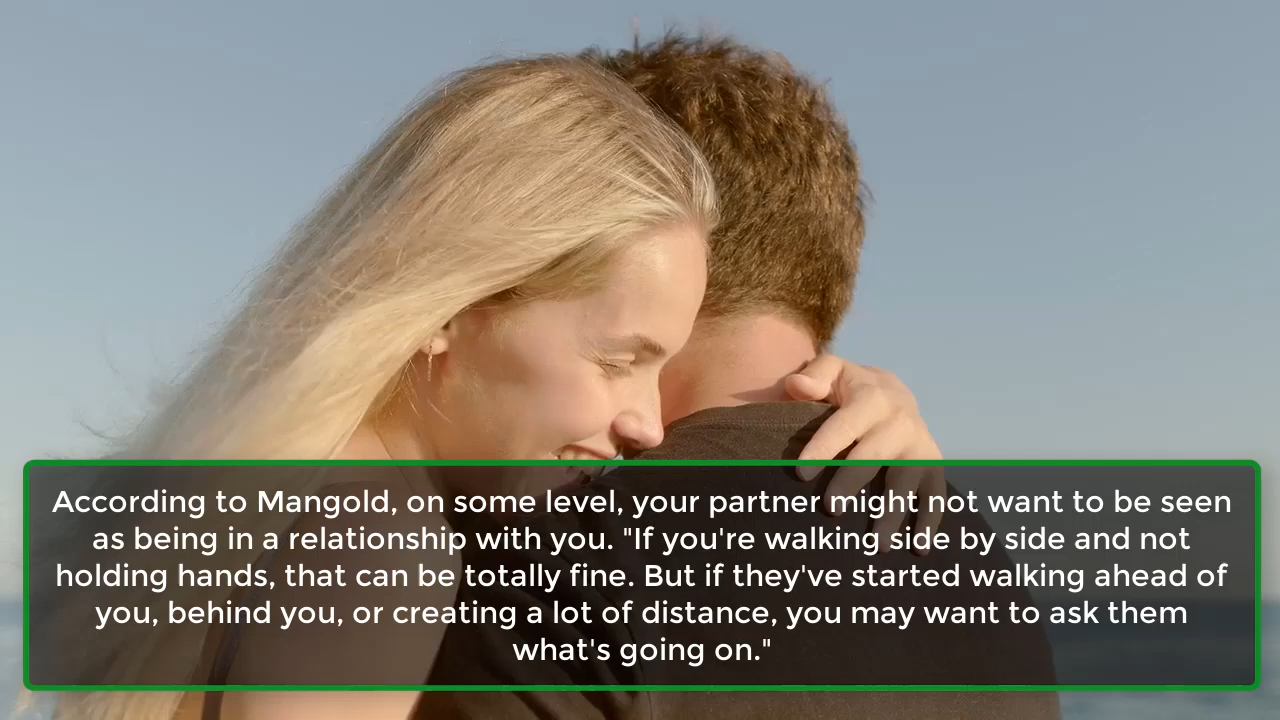 According to Mangold, on some level, your partner might not want to be seen
as being in a relationship with you. "If you're walking side by side and not
holding hands, that can be totally fine. But if they've started walking ahead of
you, behind you, or creating a lot of distance, you may want to ask them
what's going on."